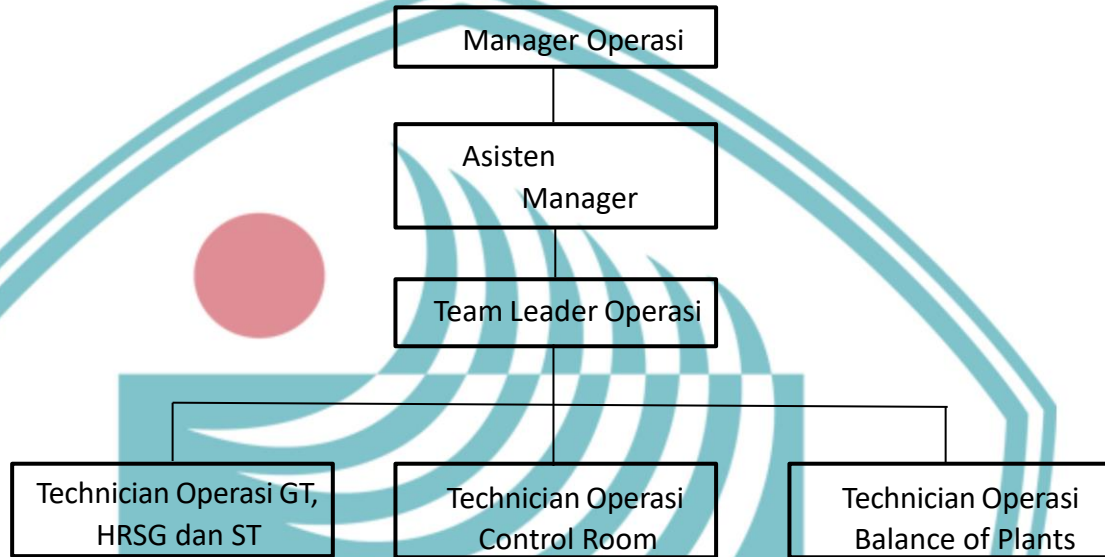 Manager Operasi
Asisten
Manager
Team Leader Operasi
Technician Operasi GT,
HRSG dan ST
Technician Operasi
Control Room
Technician Operasi
Balance of Plants